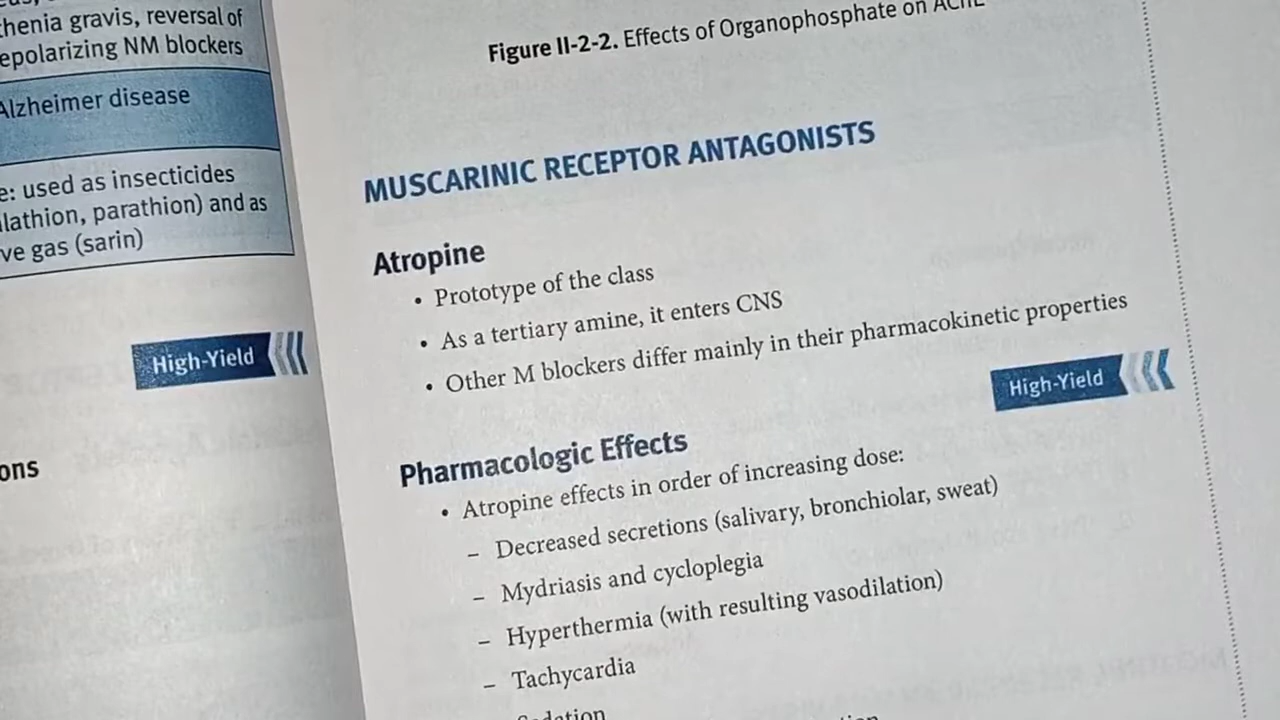 thenia gravis, reversal of
epolarizing NM blockers
Alzheimer disease
e: used as insecticides
lathion, parathion) and as
ve gas (sarin)
High-Yield
ons
Figure II-2-2. Effects of Organophosphate on AChE
MUSCARINIC RECEPTOR ANTAGONISTS
Atropine
• Prototype of the class
• As a tertiary amine, it enters CNS
• Other M blockers differ mainly in their pharmacokinetic properties
High-Yield
Pharmacologic Effects
• Atropine effects in order of increasing dose:
– Decreased secretions (salivary, bronchiolar, sweat)
– Mydriasis and cycloplegia
– Hyperthermia (with resulting vasodilation)
– Tachycardia
Sedation